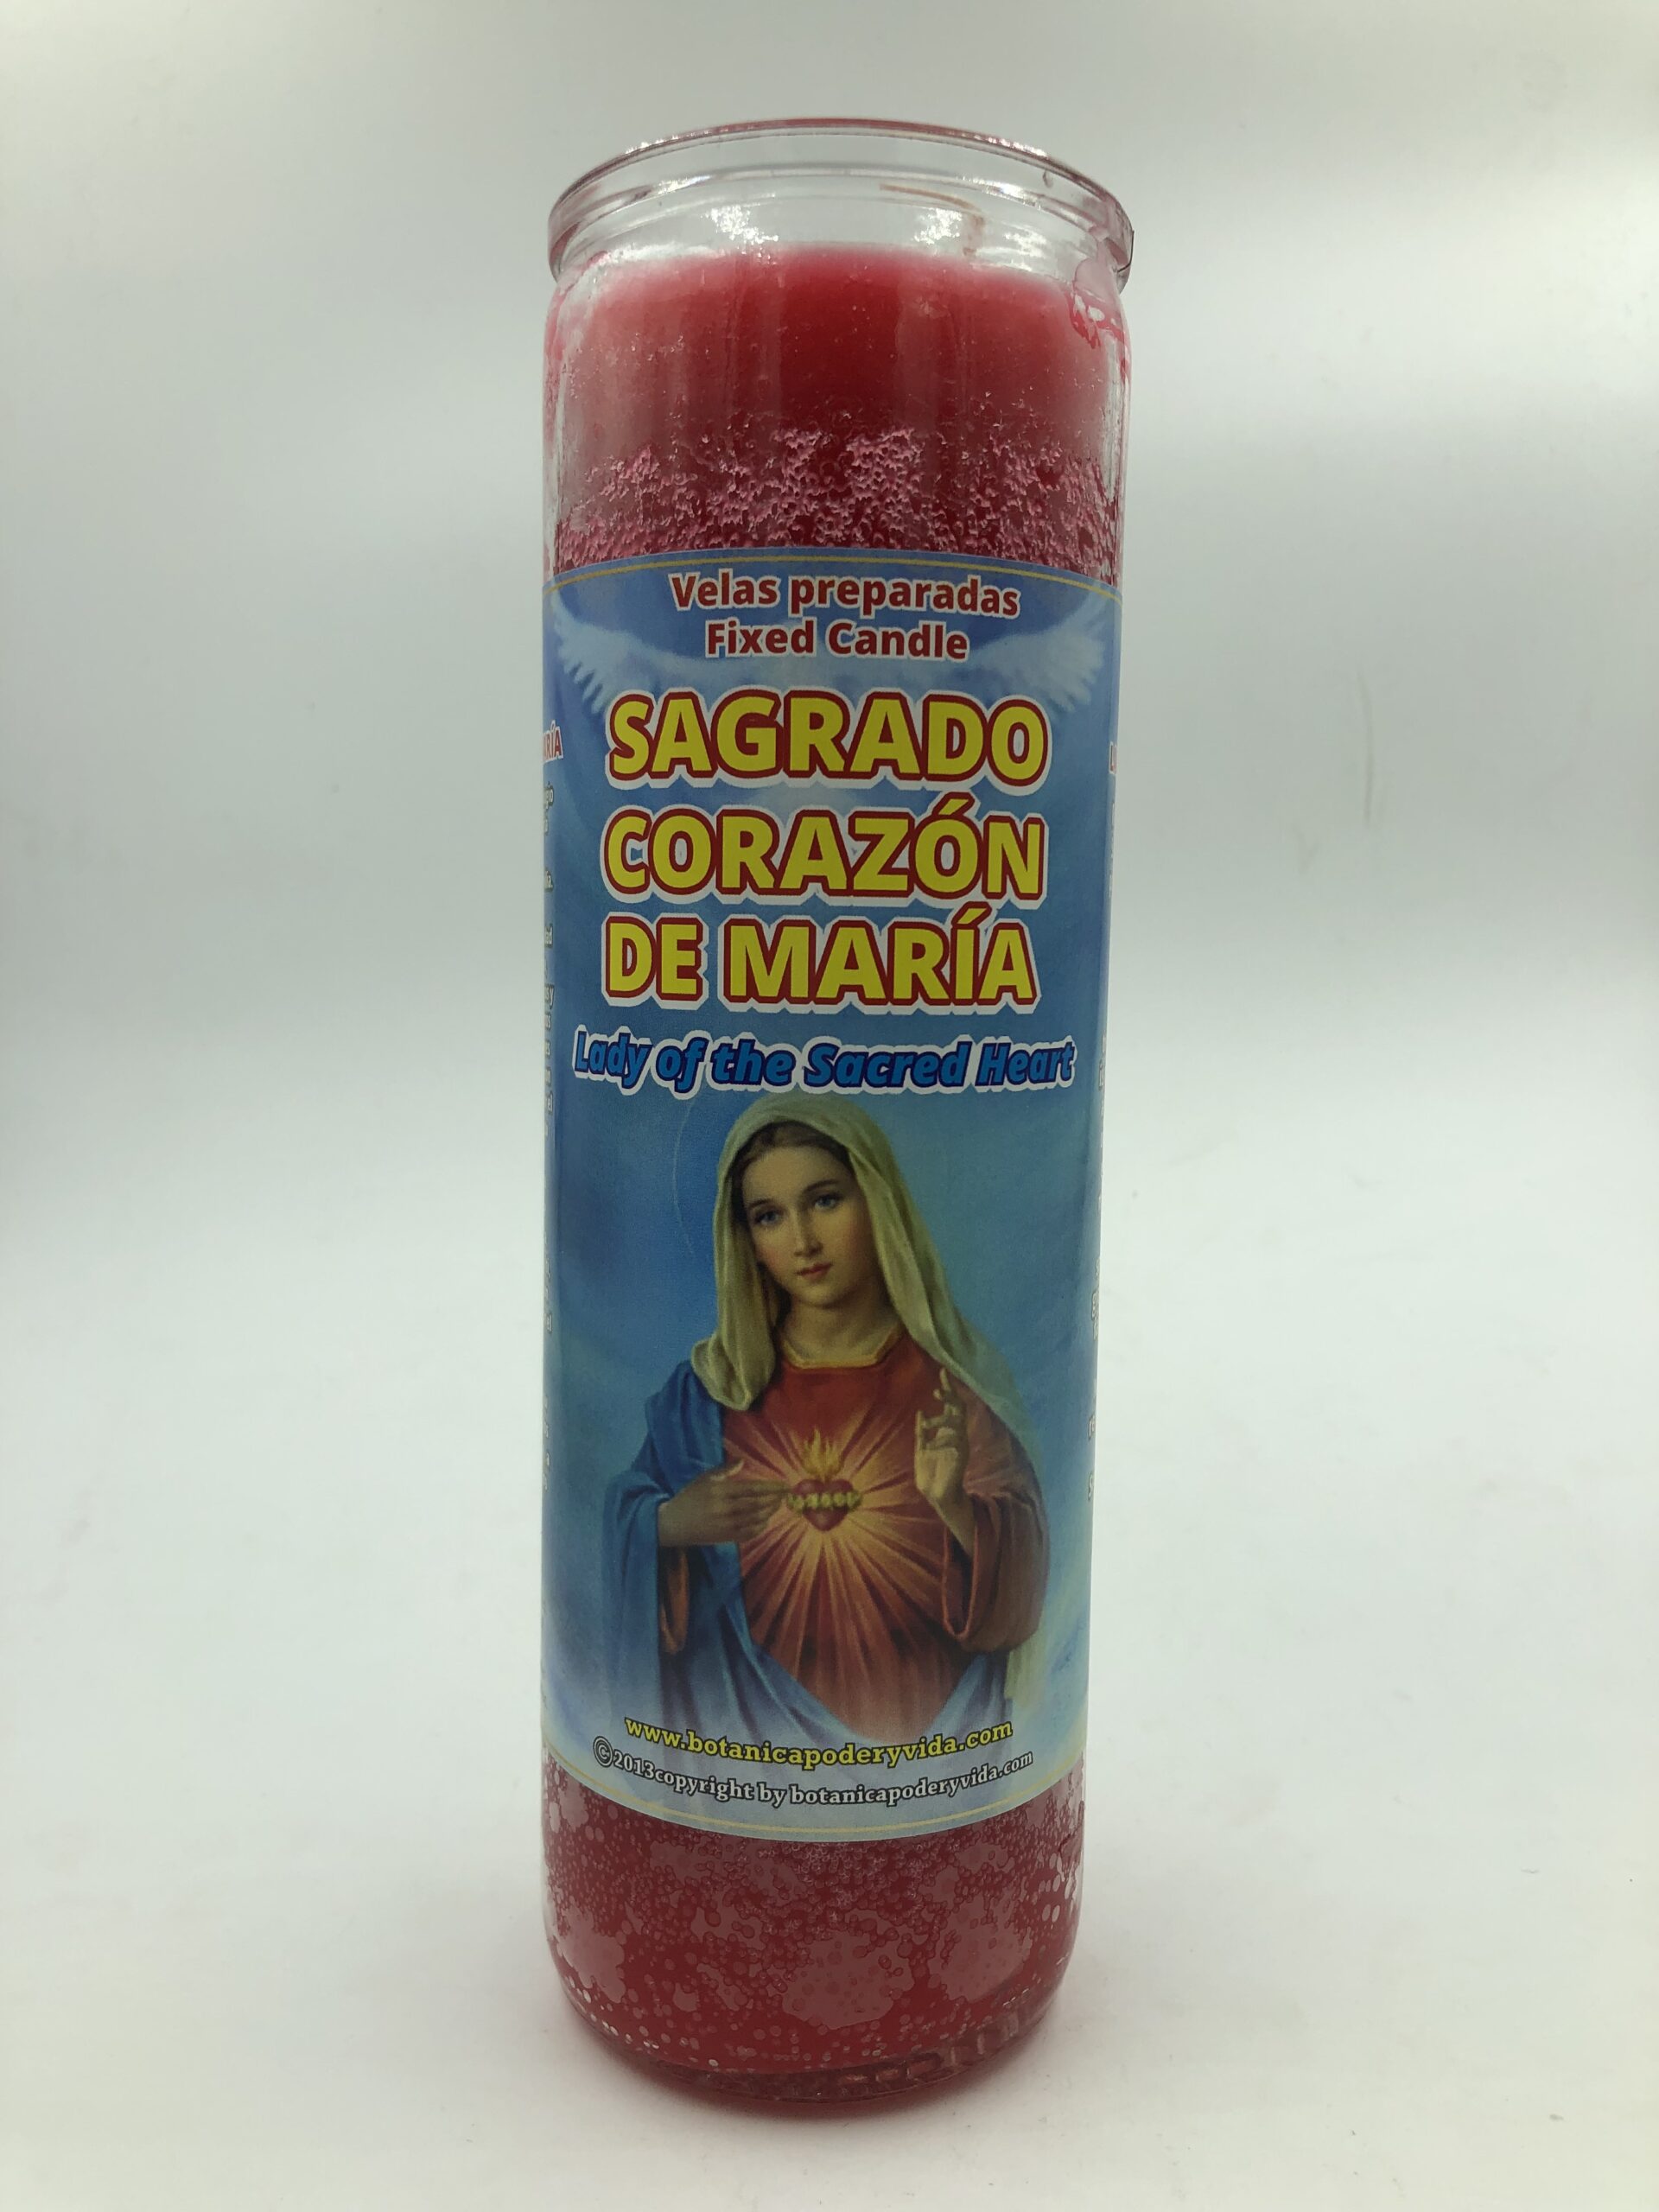 Velas preparadas
Fixed Candle
SAGRADO
CORAZÓN
DE MARÍA
Lady of the Sacred Heart
www.botanicapoderyvida.com
©2013copyright by botanicapoderyvida.com